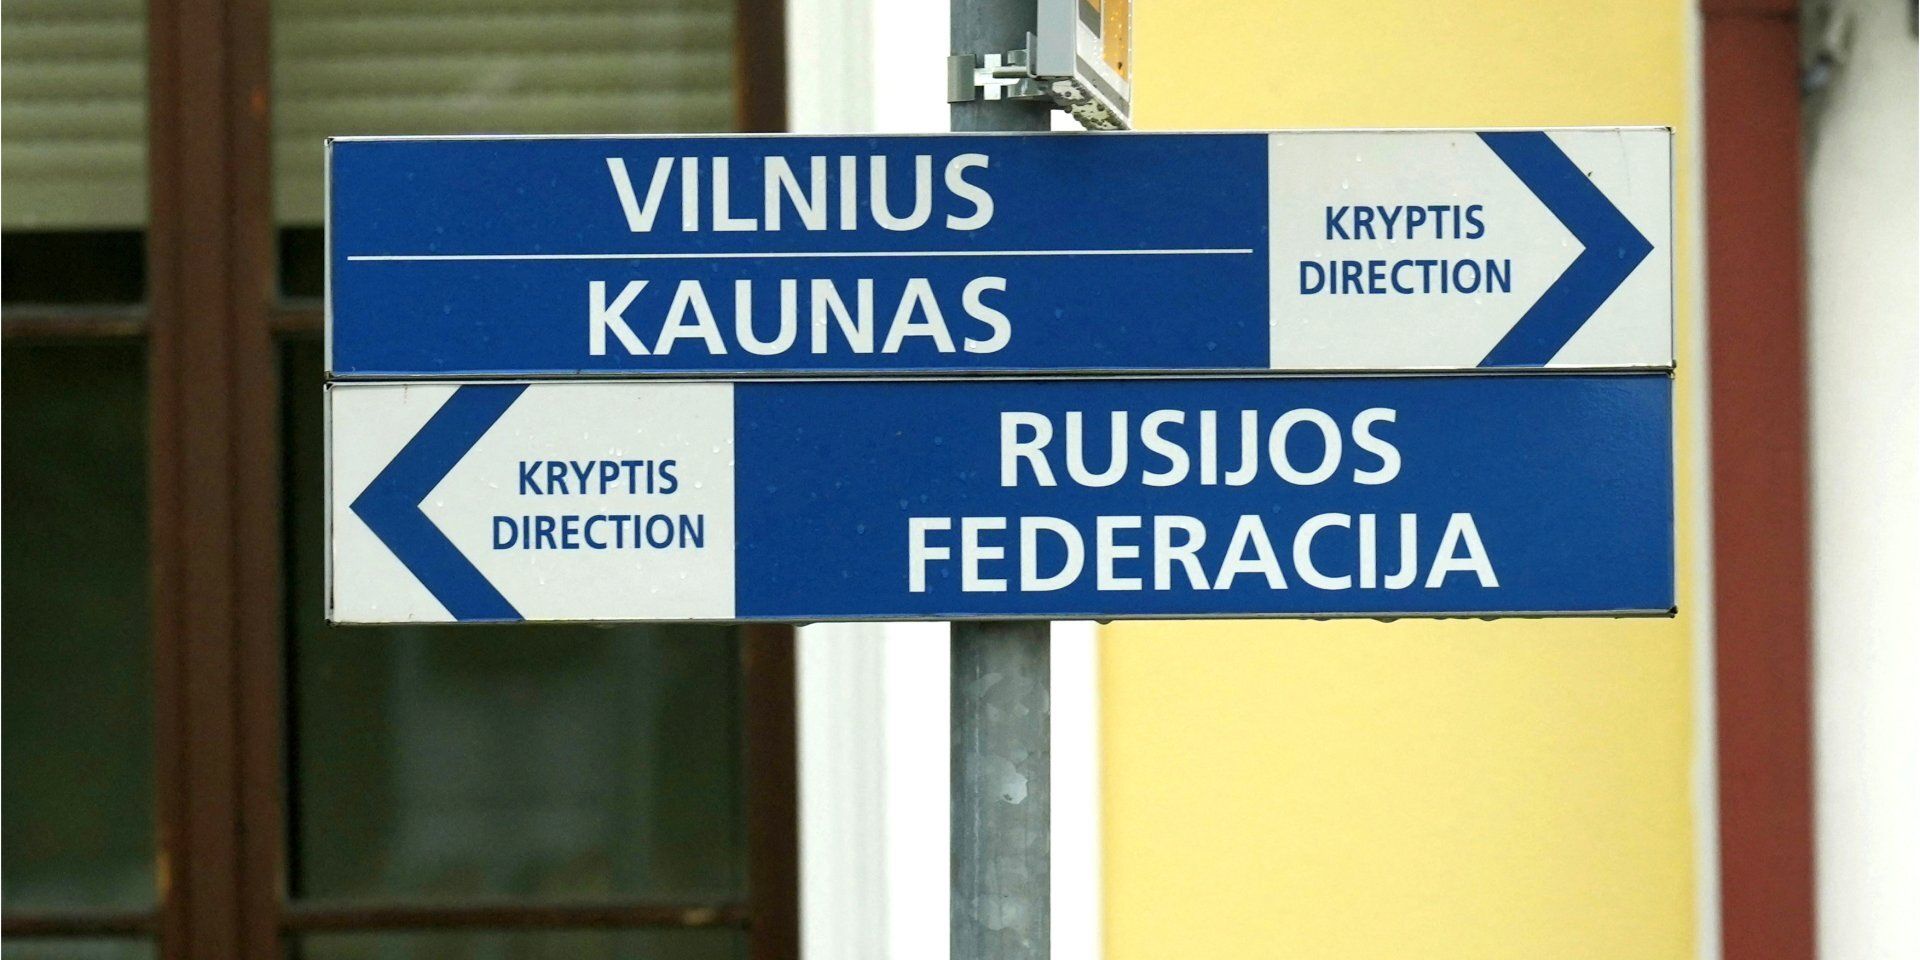 VILNIUS
KAUNAS
KRYPTIS
DIRECTION
KRYPTIS
DIRECTION
RUSIJOS
FEDERACIJA